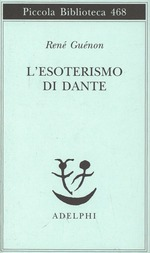 Piccola Biblioteca 468
René Guénon
L'ESOTERISMO
DI DANTE
ADELPHI